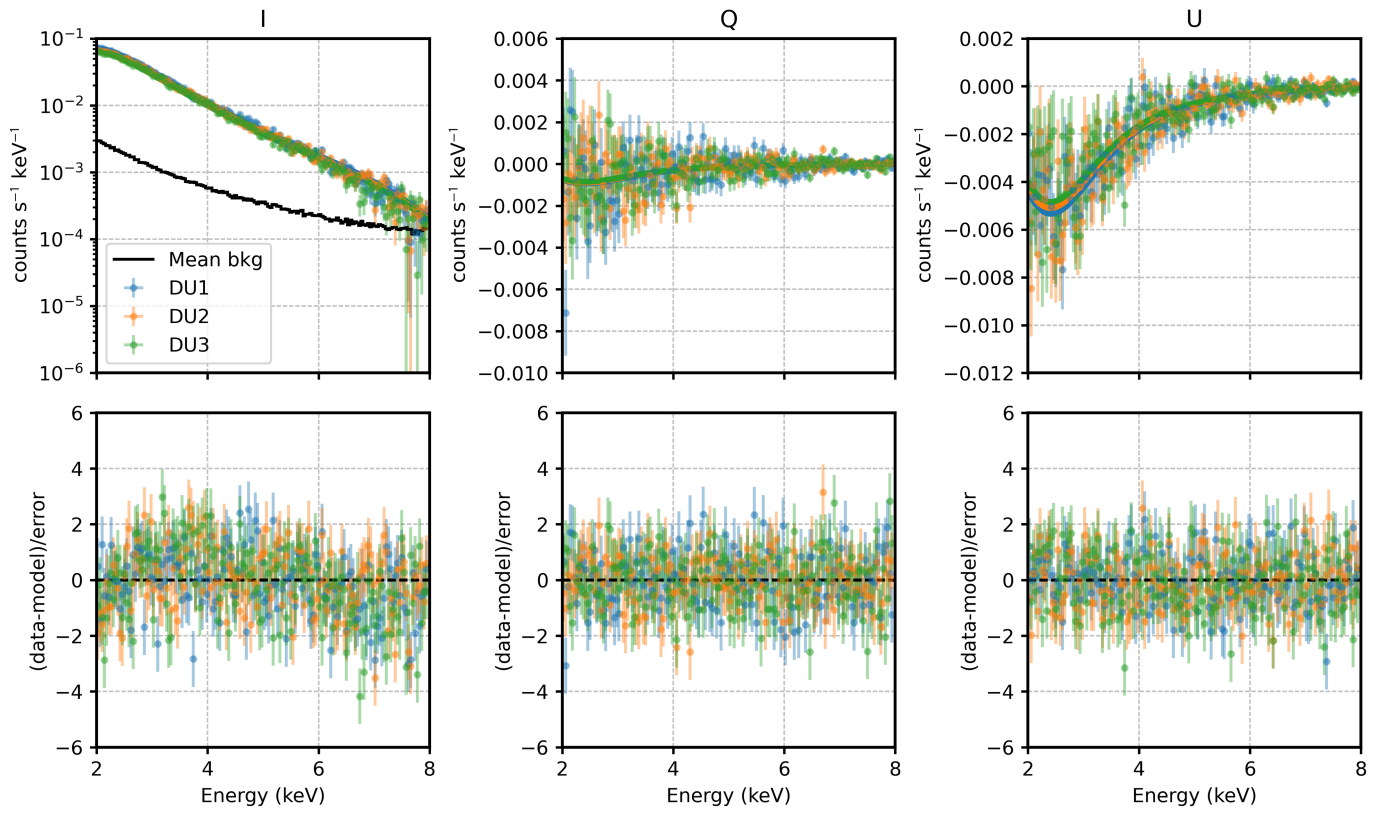 I
Q
U
counts s⁻¹ keV⁻¹
10⁻¹
10⁻²
10⁻³
10⁻⁴
10⁻⁵
10⁻⁶
Mean bkg
DU1
DU2
DU3
counts s⁻¹ keV⁻¹
0.006
0.004
0.002
0.000
−0.002
−0.004
−0.006
−0.008
−0.010
counts s⁻¹ keV⁻¹
0.002
0.000
−0.002
−0.004
−0.006
−0.008
−0.010
−0.012
(data-model)/error
6
4
2
0
−2
−4
−6
2 4 6 8
Energy (keV)
(data-model)/error
6
4
2
0
−2
−4
−6
2 4 6 8
Energy (keV)
(data-model)/error
6
4
2
0
−2
−4
−6
2 4 6 8
Energy (keV)